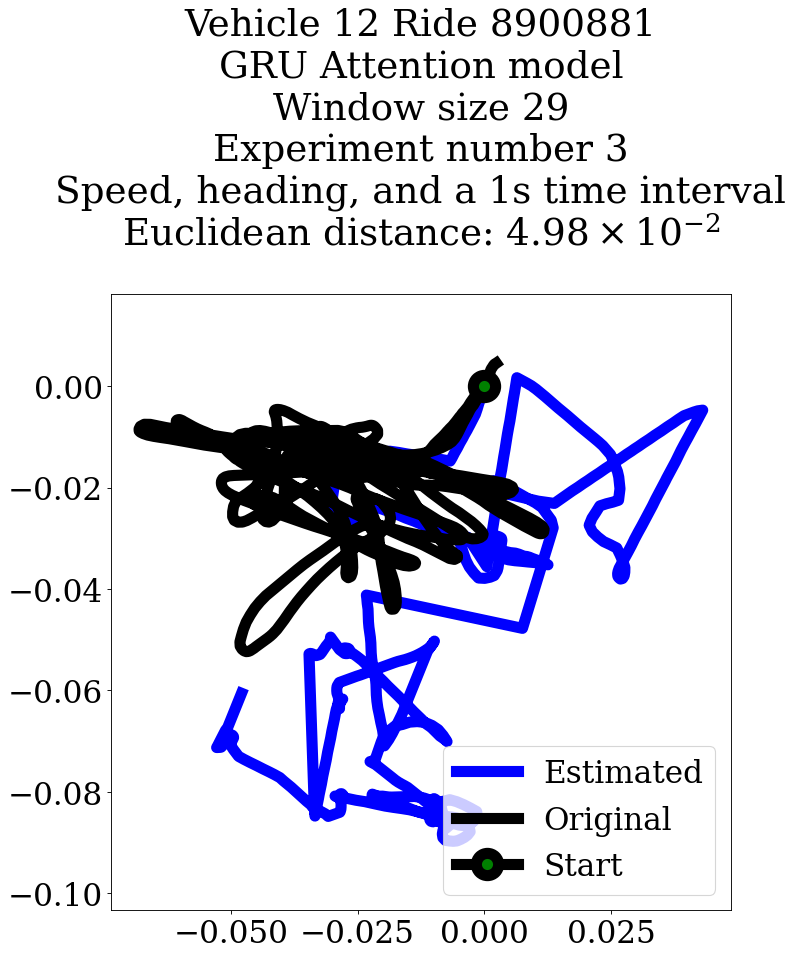 Vehicle 12 Ride 8900881
GRU Attention model
Window size 29
Experiment number 3
Speed, heading, and a 1s time interval
Euclidean distance: 4.98 × 10⁻²
0.00
−0.02
−0.04
−0.06
−0.08
−0.10
Estimated
Original
Start
−0.050 −0.025 0.000 0.025